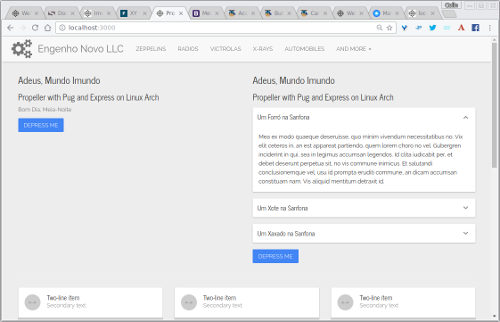 Celia
We
Do
Im
XY
Pro
Me
Ac
Bu
Ca
We
Ma
Iso
localhost:3000
Engenho Novo LLC
ZEPPELINS RADIOS VICTROLAS X-RAYS AUTOMOBILES AND MORE
Adeus, Mundo Imundo
Propeller with Pug and Express on Linux Arch
Bom Dia, Meia-Noite
DEPRESS ME
Adeus, Mundo Imundo
Propeller with Pug and Express on Linux Arch
Um Forró na Sanfona
Mea ex modo quaeque deseruisse, quo minim vivendum necessitatibus no. Vix
elit ceteros in, an est appareat partiendo, quem lorem choro no vel. Gubergren
inciderint in qui, sea in legimus accumsan legendos. Id clita iudicabit per, et
debet deserunt perpetua sit, no vis commune inimicus. Et salutandi
conclusionemque vel, usu id prompta eruditi commune, an dicam accumsan
constituam nam. Vis aliquid mentitum detraxit id.
Um Xote na Sanfona
Um Xaxado na Sanfona
DEPRESS ME
Two-line item
Secondary text
Two-line item
Secondary text
Two-line item
Secondary text